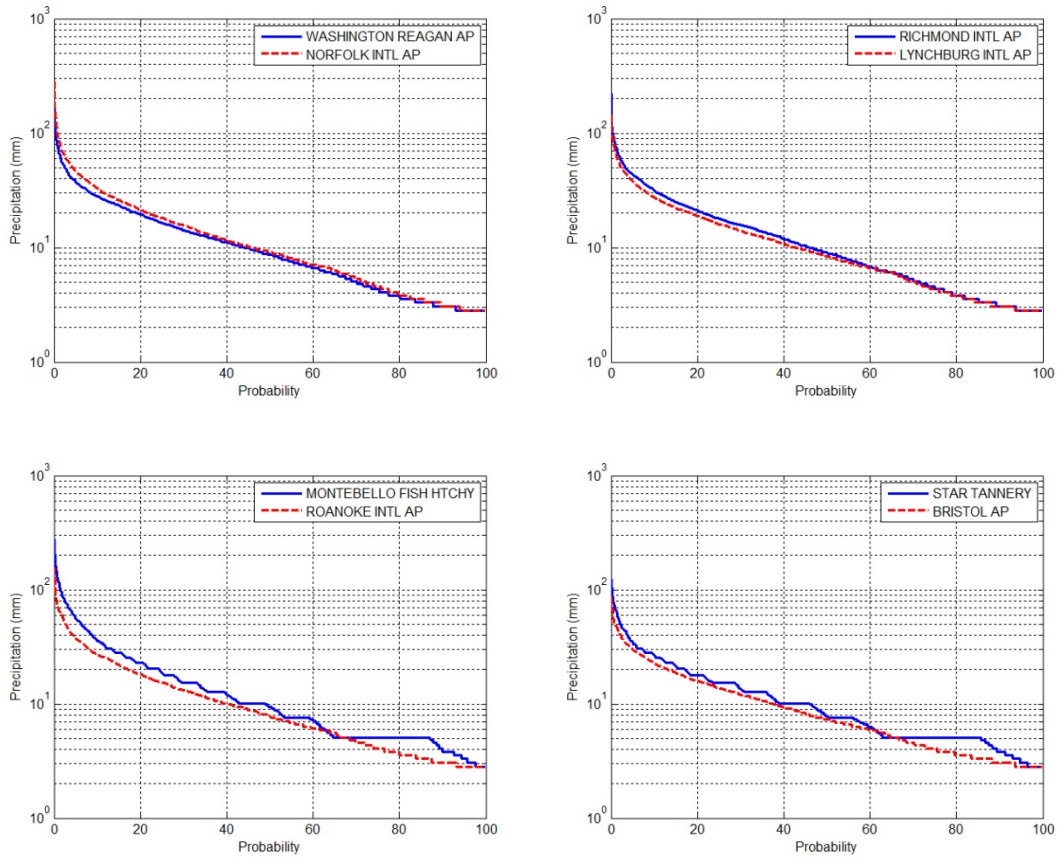 10³
WASHINGTON REAGAN AP
NORFOLK INTL AP
10²
Precipitation (mm)
10¹
10⁰
0 20 40 60 80 100
Probability
10³
RICHMOND INTL AP
LYNCHBURG INTL AP
10²
Precipitation (mm)
10¹
10⁰
0 20 40 60 80 100
Probability
10³
MONTEBELLO FISH HTCHY
ROANOKE INTL AP
10²
Precipitation (mm)
10¹
10⁰
0 20 40 60 80 100
Probability
10³
STAR TANNERY
BRISTOL AP
10²
Precipitation (mm)
10¹
10⁰
0 20 40 60 80 100
Probability